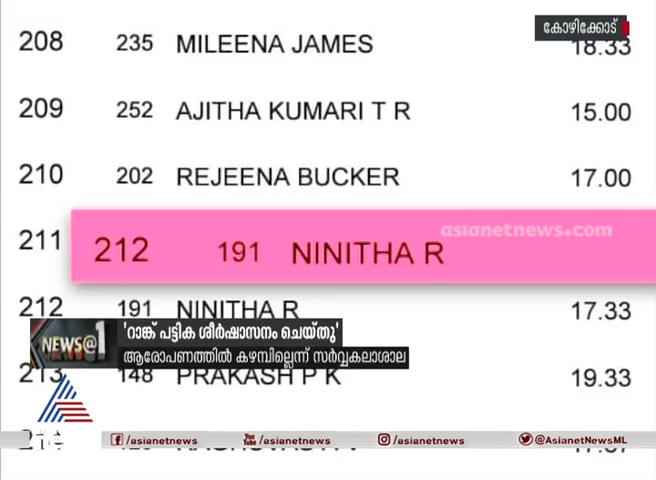 കോഴിക്കോട്
208 235 MILEENA JAMES 18.33
209 252 AJITHA KUMARI T R 15.00
210 202 REJEENA BUCKER 17.00
asianetnews.com
211 212 191 NINITHA R
212 191 NINITHA R 17.33
NEWS@1 'റാങ്ക് പട്ടിക ശീർഷാസനം ചെയ്തു'
ആരോപണത്തിൽ കഴമ്പില്ലെന്ന് സർവ്വകലാശാല
213 148 PRAKASH P K 19.33
/asianetnews You Tube /asianetnews /asianetnews @AsianetNewsML